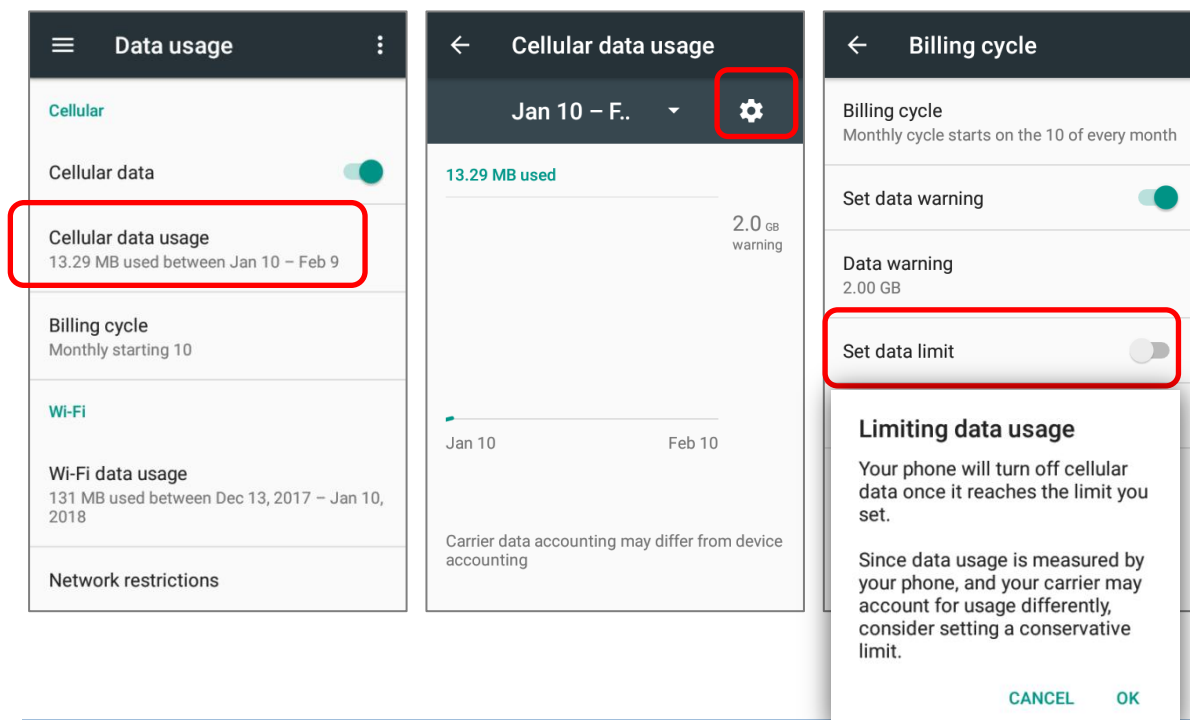 Data usage
Cellular
Cellular data
Cellular data usage
13.29 MB used between Jan 10 – Feb 9
Billing cycle
Monthly starting 10
Wi-Fi
Wi-Fi data usage
131 MB used between Dec 13, 2017 – Jan 10,
2018
Network restrictions
Cellular data usage
Jan 10 – F..
13.29 MB used
2.0 GB
warning
Jan 10
Feb 10
Carrier data accounting may differ from device
accounting
Billing cycle
Billing cycle
Monthly cycle starts on the 10 of every month
Set data warning
Data warning
2.00 GB
Set data limit
Limiting data usage
Your phone will turn off cellular
data once it reaches the limit you
set.
Since data usage is measured by
your phone, and your carrier may
account for usage differently,
consider setting a conservative
limit.
CANCEL OK